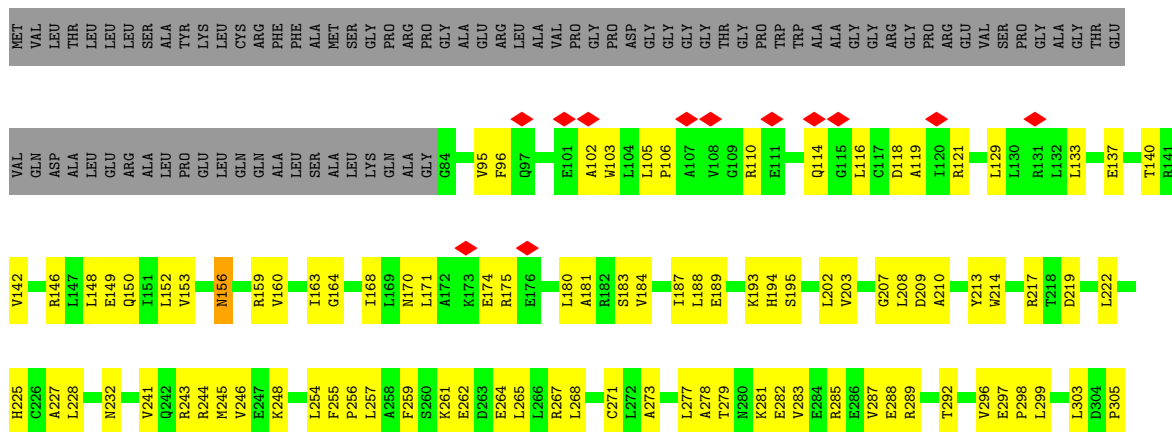 MET VAL LEU THR LEU LEU LEU LEU SER ALA TYR LYS LEU CYS ARG PHE PHE ALA MET SER GLY PRO ARG PRO GLY ALA GLU ARG LEU ALA VAL PRO GLY PRO ASP GLY GLY GLY GLY THR GLY PRO TRP TRP ALA ALA GLY GLY ARG GLY PRO ARG GLU VAL SER PRO GLY ALA GLY THR GLU
VAL GLN ASP ALA LEU GLU ARG ALA LEU PRO GLU LEU GLN GLN ALA LEU SER ALA LEU LYS GLN ALA GLY G84 V95 F96 Q97 E101 A102 W103 L104 L105 P106 A107 V108 G109 R110 E111 Q114 G115 L116 C117 D118 A119 I120 R121 L129 L130 R131 L132 L133 E137 T140 R141
V142 R146 L147 L148 E149 Q150 I151 L152 V153 N156 R159 V160 I163 G164 I168 L169 N170 L171 A172 K173 E174 R175 E176 L180 A181 R182 S183 V184 I187 L188 E189 K193 H194 S195 L202 V203 G207 L208 D209 A210 Y213 W214 R217 T218 D219 L222
H225 C226 A227 L228 N232 V241 Q242 R243 R244 N245 V246 E247 K248 L254 F255 P256 L257 A258 F259 S260 K261 E262 D263 E264 L265 L266 R267 L268 C271 L272 A273 L277 A278 T279 N280 K281 E282 V283 E284 R285 E286 V287 E288 R289 T292 V296 E297 P298 L299 L303 D304 P305